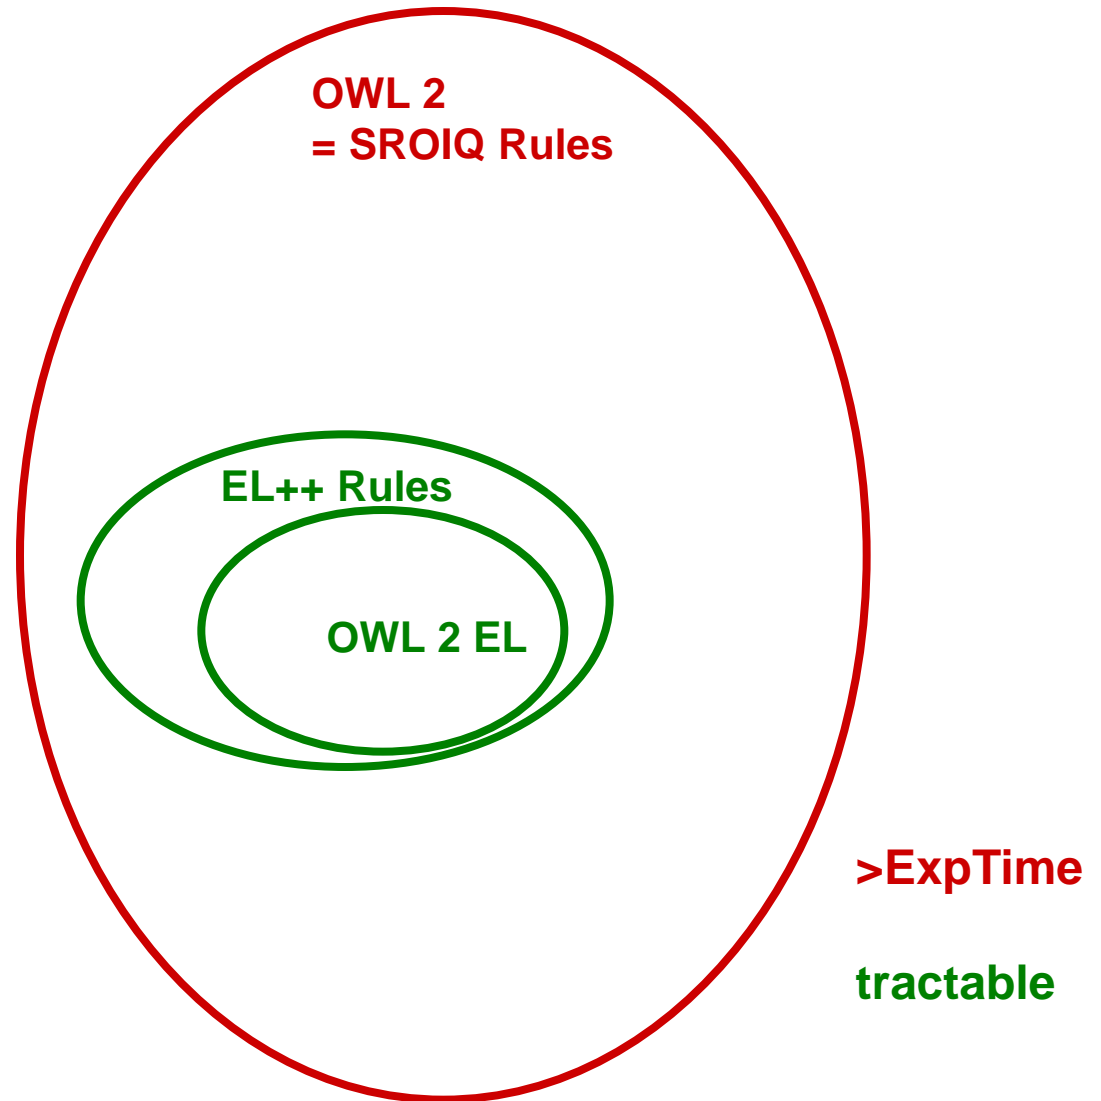 OWL 2
= SROIQ Rules
EL++ Rules
OWL 2 EL
>ExpTime
tractable